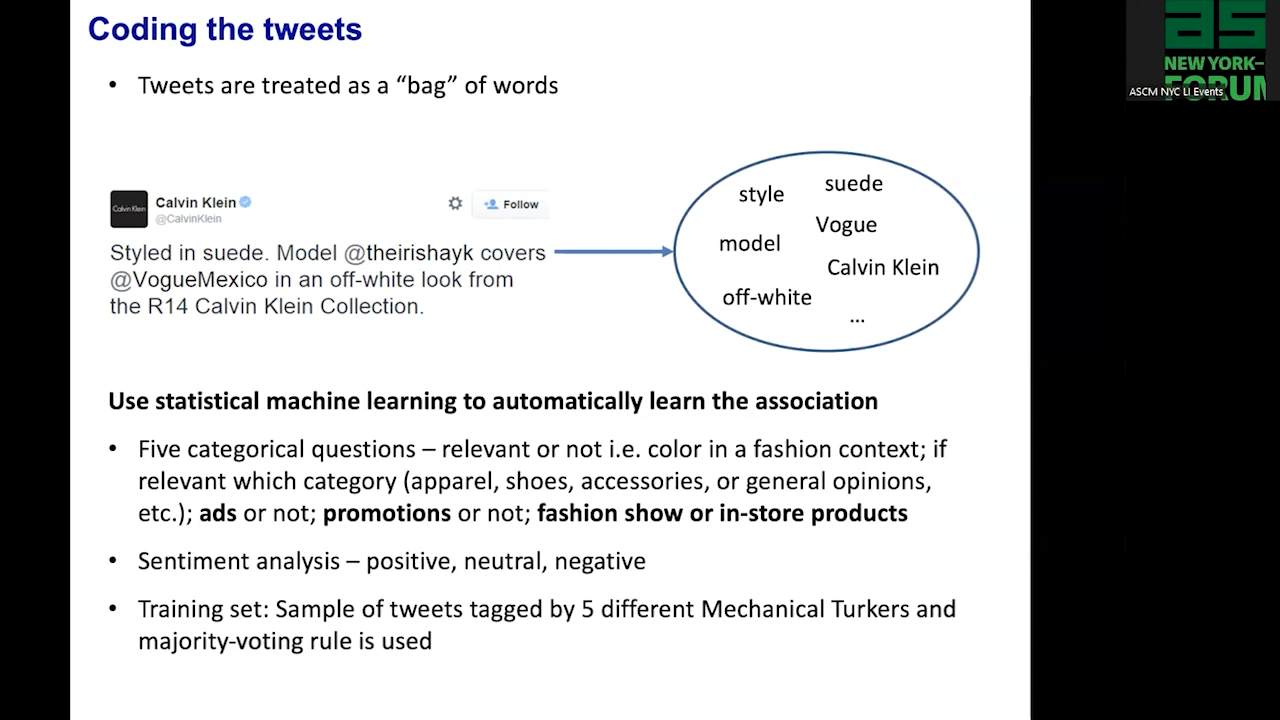 Coding the tweets
• Tweets are treated as a “bag” of words
Calvin Klein
Calvin Klein
@CalvinKlein
Follow
Styled in suede. Model @theirishayk covers
@VogueMexico in an off-white look from
the R14 Calvin Klein Collection.
style
suede
Vogue
model
Calvin Klein
off-white
...
Use statistical machine learning to automatically learn the association
• Five categorical questions – relevant or not i.e. color in a fashion context; if
relevant which category (apparel, shoes, accessories, or general opinions,
etc.); ads or not; promotions or not; fashion show or in-store products
• Sentiment analysis – positive, neutral, negative
• Training set: Sample of tweets tagged by 5 different Mechanical Turkers and
majority-voting rule is used
as
NEW YORK–
FORUM
ASCM NYC LI Events